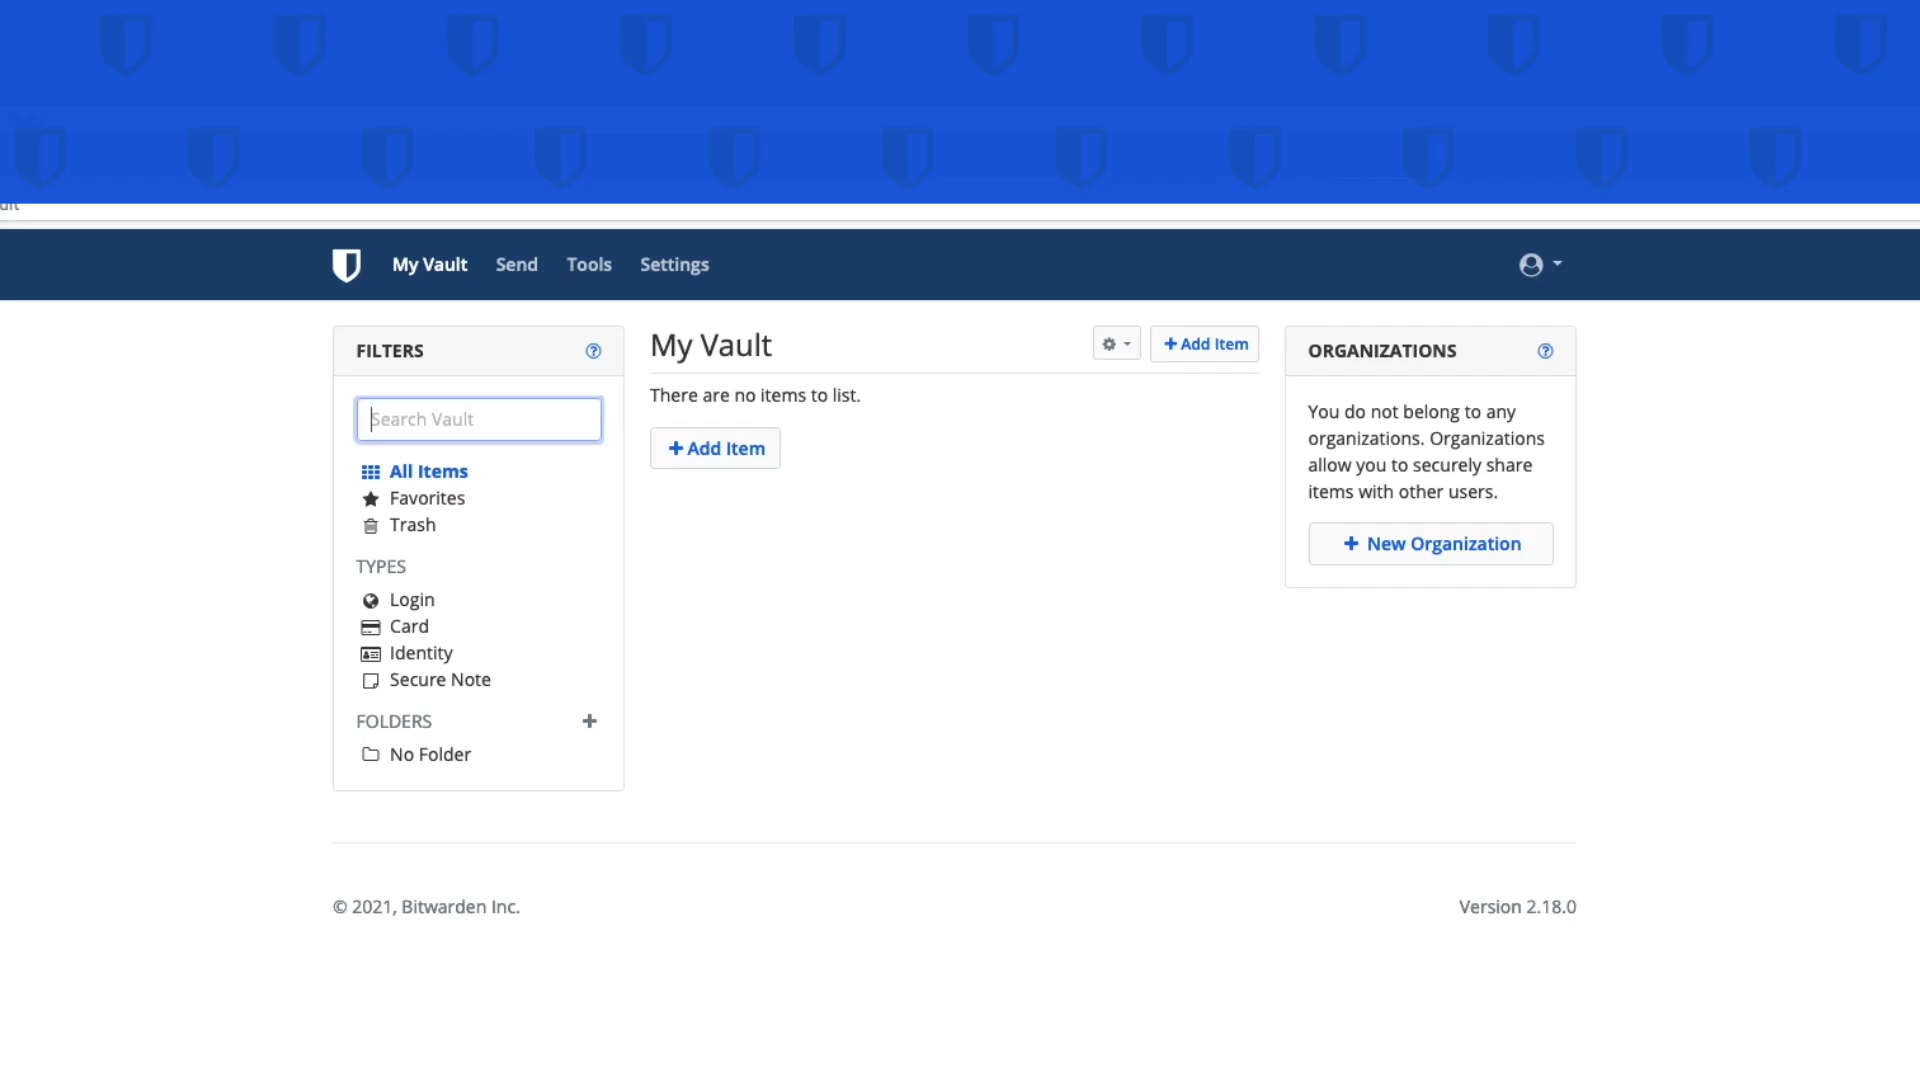 My Vault
Send
Tools
Settings
FILTERS
Search Vault
All Items
Favorites
Trash
TYPES
Login
Card
Identity
Secure Note
FOLDERS
No Folder
My Vault
Add Item
There are no items to list.
Add Item
ORGANIZATIONS
You do not belong to any
organizations. Organizations
allow you to securely share
items with other users.
New Organization
© 2021, Bitwarden Inc.
Version 2.18.0